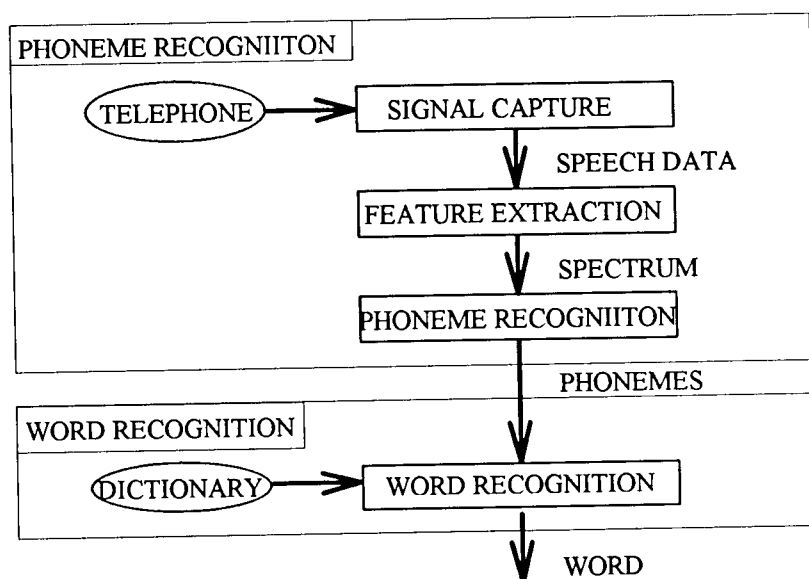 PHONEME RECOGNIITON
TELEPHONE
SIGNAL CAPTURE
SPEECH DATA
FEATURE EXTRACTION
SPECTRUM
PHONEME RECOGNIITON
PHONEMES
WORD RECOGNITION
DICTIONARY
WORD RECOGNITION
WORD